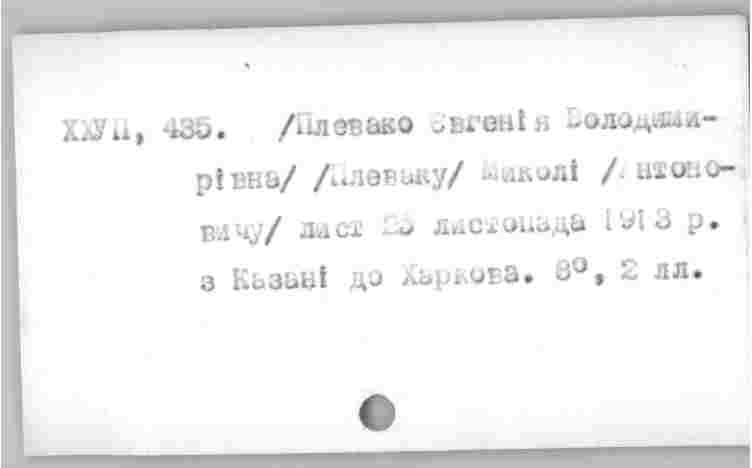 ХХУП, 435. /Плевако Євгенія Володими-
рівна/ /Плеваку/ Миколі /Антоно-
вичу/ лист 25 листопада 1913 р.
з Казані до Харкова. 8°, 2 лл.